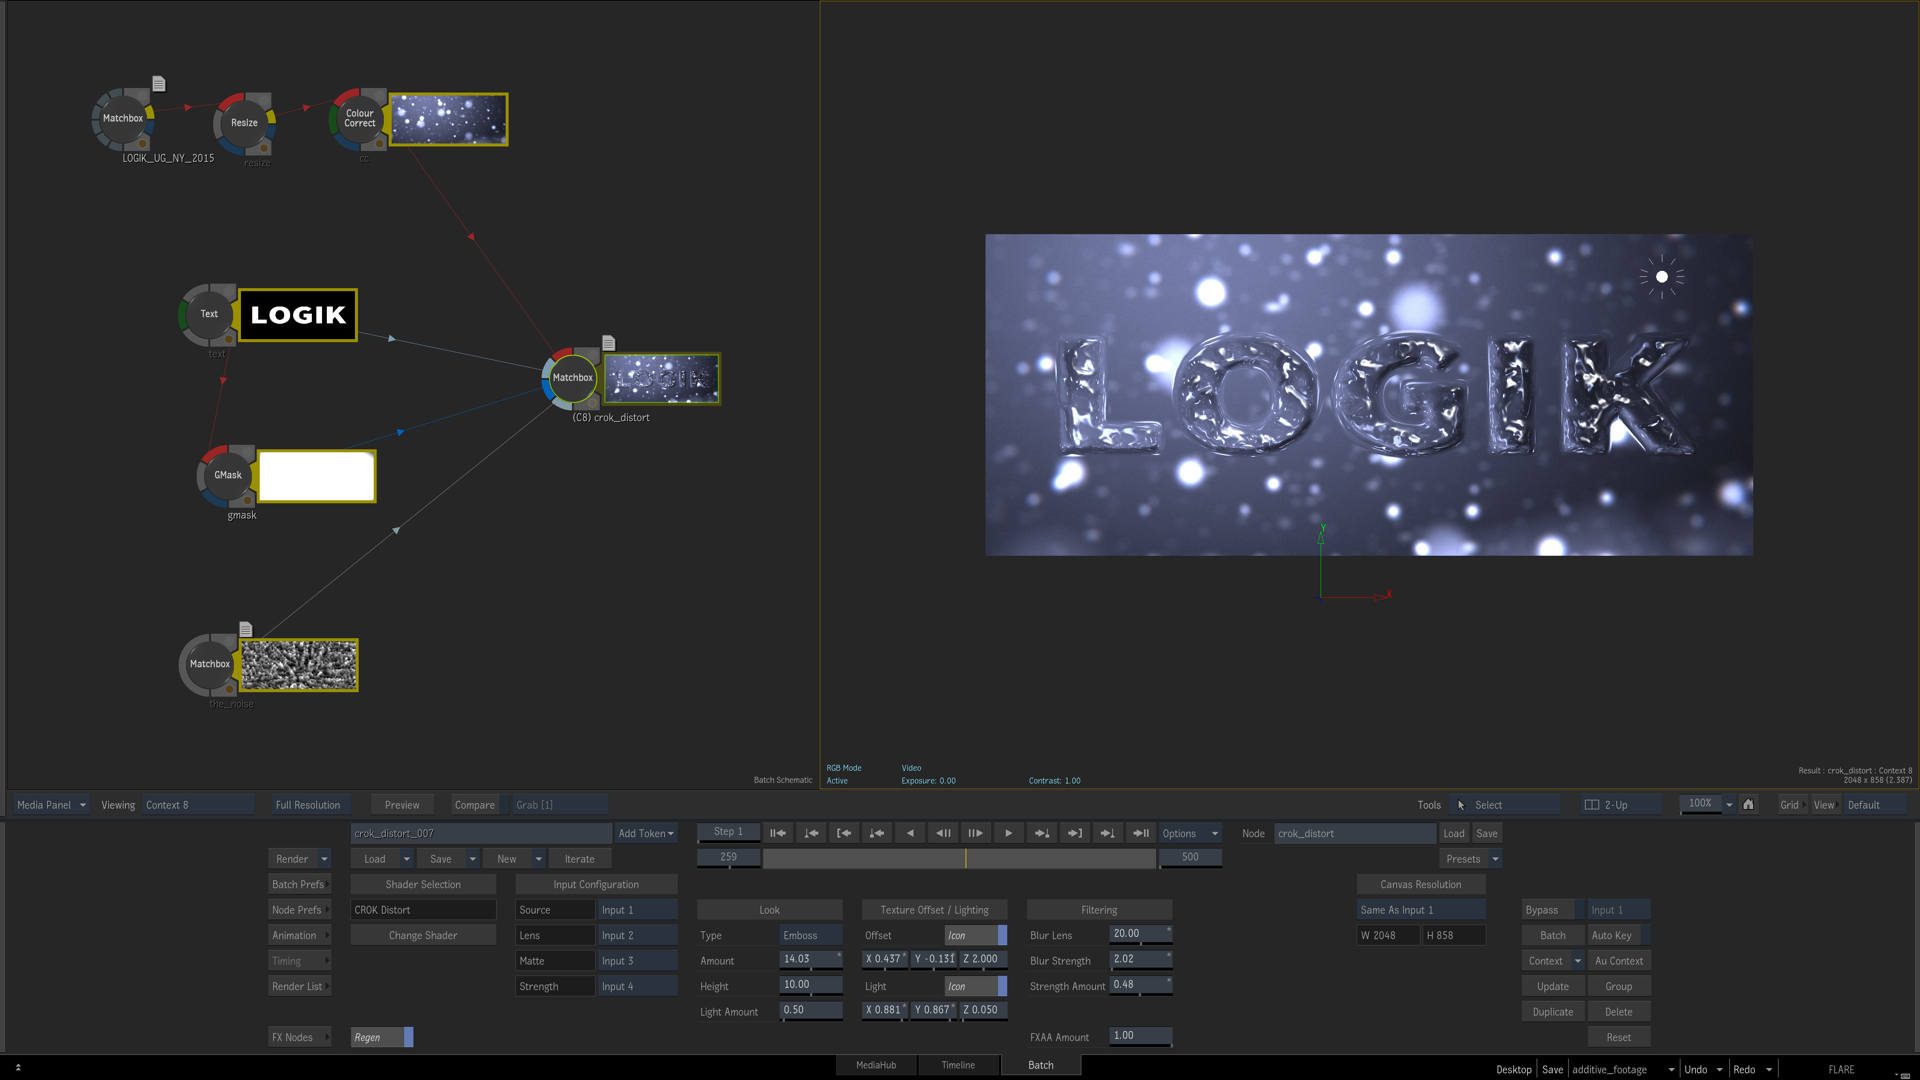 Matchbox
LOGIK_UG_NY_2015
Resize
resize
Colour
Correct
cc
Text
LOGIK
text
Matchbox
LOGIK
(C8) crok_distort
GMask
gmask
Matchbox
the_noise
Batch Schematic
LOGIK
Y
X
RGB Mode
Video
Active
Exposure: 0.00
Contrast: 1.00
Result : crok_distort : Context 8
2048 x 858 (2.387)
Media Panel Viewing Context 8 Full Resolution Preview Compare Grab [1] Tools Select 2-Up 100% Grid View Default
crok_distort_007 Add Token Step 1 Options Node crok_distort Load Save
Render Load Save New Iterate 259 500 Presets
Batch Prefs Shader Selection Input Configuration Canvas Resolution
Node Prefs CROK Distort Source Input 1 Look Texture Offset / Lighting Filtering Same As Input 1 Bypass Input 1
Animation Change Shader Lens Input 2 Type Emboss Offset Icon Blur Lens 20.00 W 2048 H 858 Batch Auto Key
Timing Matte Input 3 Amount 14.03 X 0.437 Y -0.131 Z 2.000 Blur Strength 2.02 Context Au Context
Render List Strength Input 4 Height 10.00 Light Icon Strength Amount 0.48 Update Group
Light Amount 0.50 X 0.881 Y 0.867 Z 0.050 Duplicate Delete
FX Nodes Regen FXAA Amount 1.00 Reset
MediaHub Timeline Batch
Desktop Save additive_footage Undo Redo FLARE